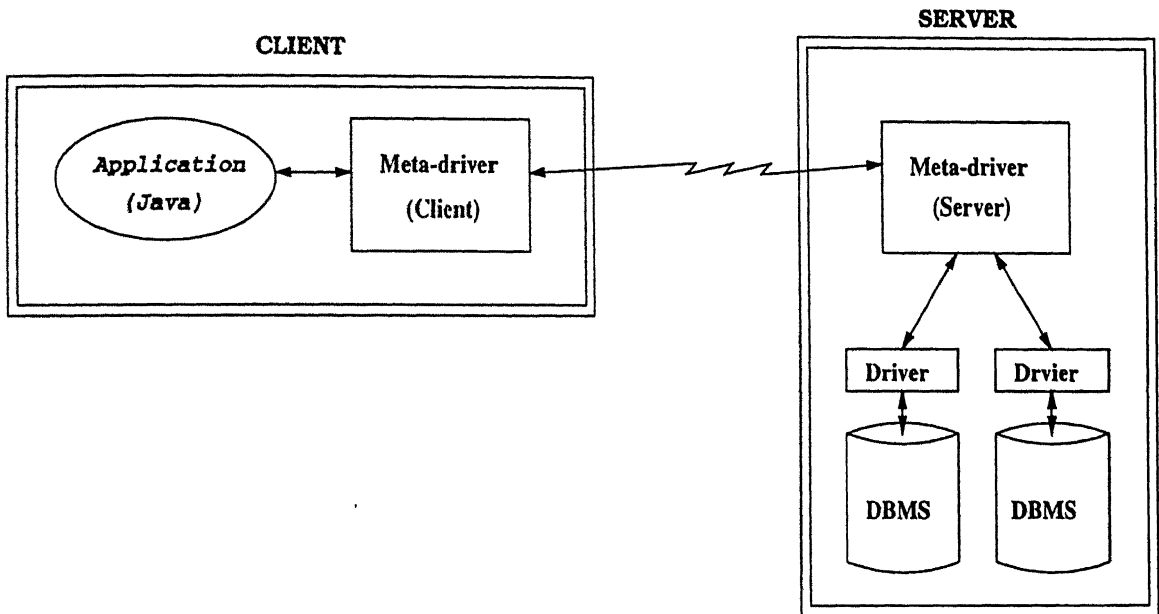 CLIENT
Application
(Java)
Meta-driver
(Client)
SERVER
Meta-driver
(Server)
Driver
Drvier
DBMS
DBMS